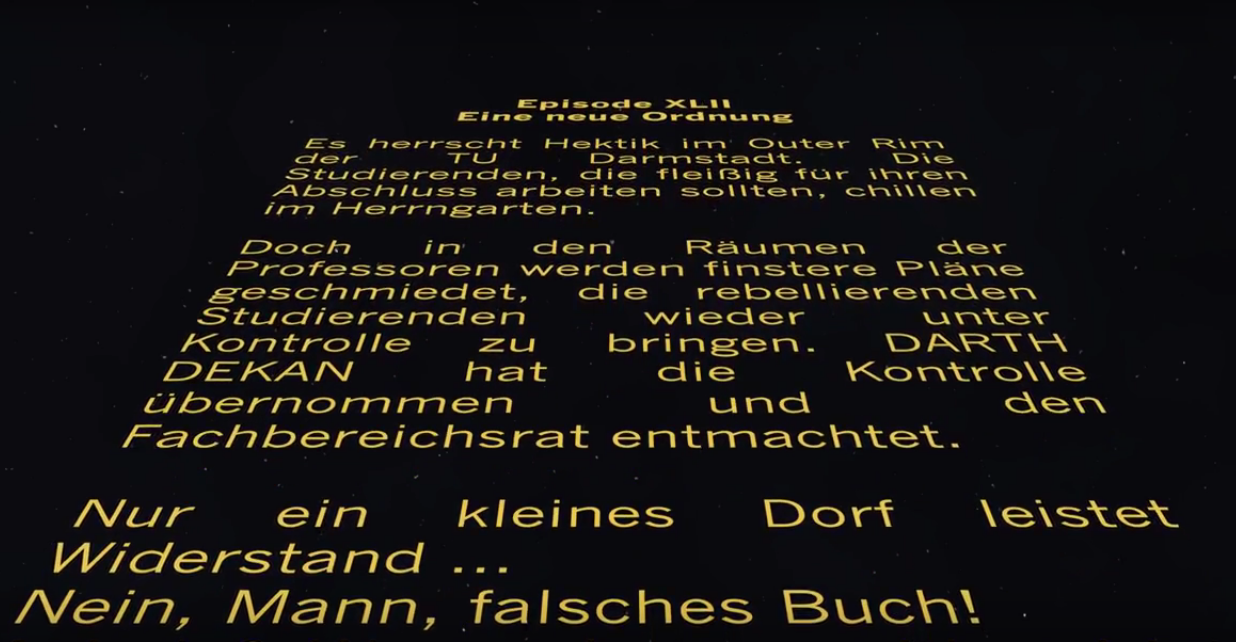 Episode XLII
Eine neue Ordnung
Es herrscht Hektik im Outer Rim
der TU Darmstadt. Die
Studierenden, die fleißig für ihren
Abschluss arbeiten sollten, chillen
im Herrngarten.
Doch in den Räumen der
Professoren werden finstere Pläne
geschmiedet, die rebellierenden
Studierenden wieder unter
Kontrolle zu bringen. DARTH
DEKAN hat die Kontrolle
übernommen und den
Fachbereichsrat entmachtet.
Nur ein kleines Dorf leistet
Widerstand ...
Nein, Mann, falsches Buch!